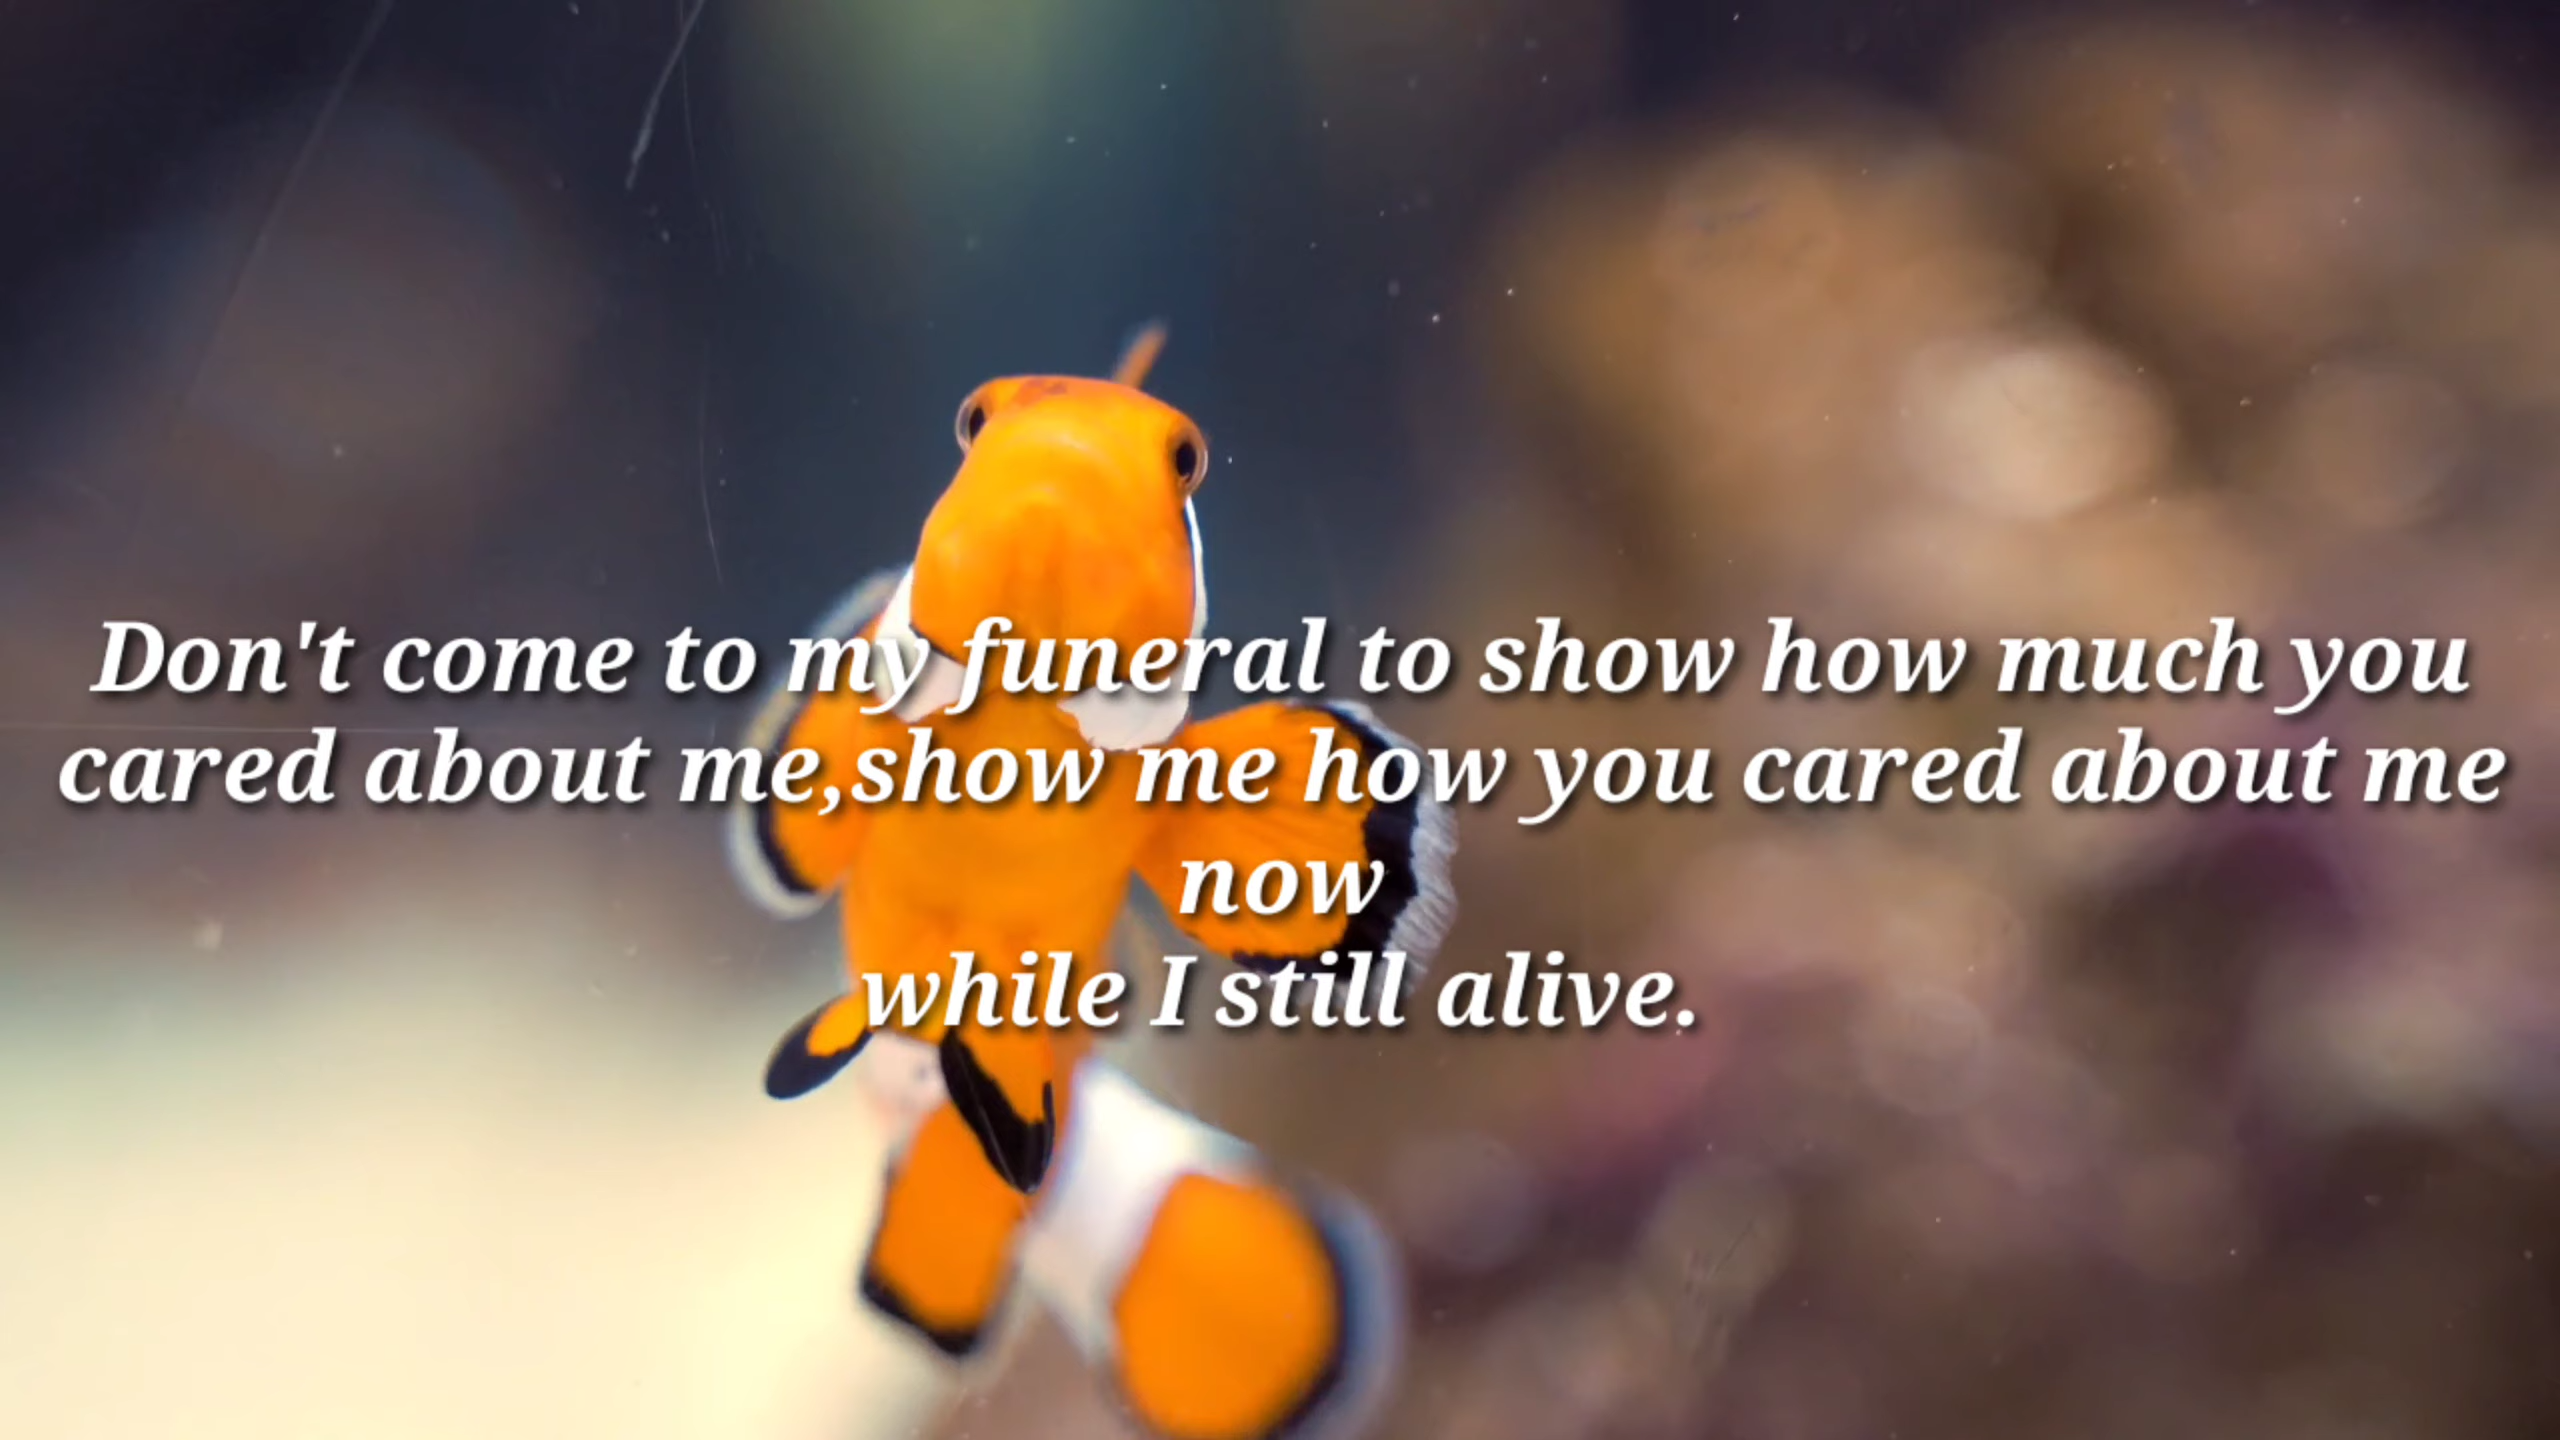 Don't come to my funeral to show how much you
cared about me,show me how you cared about me
now
while I still alive.